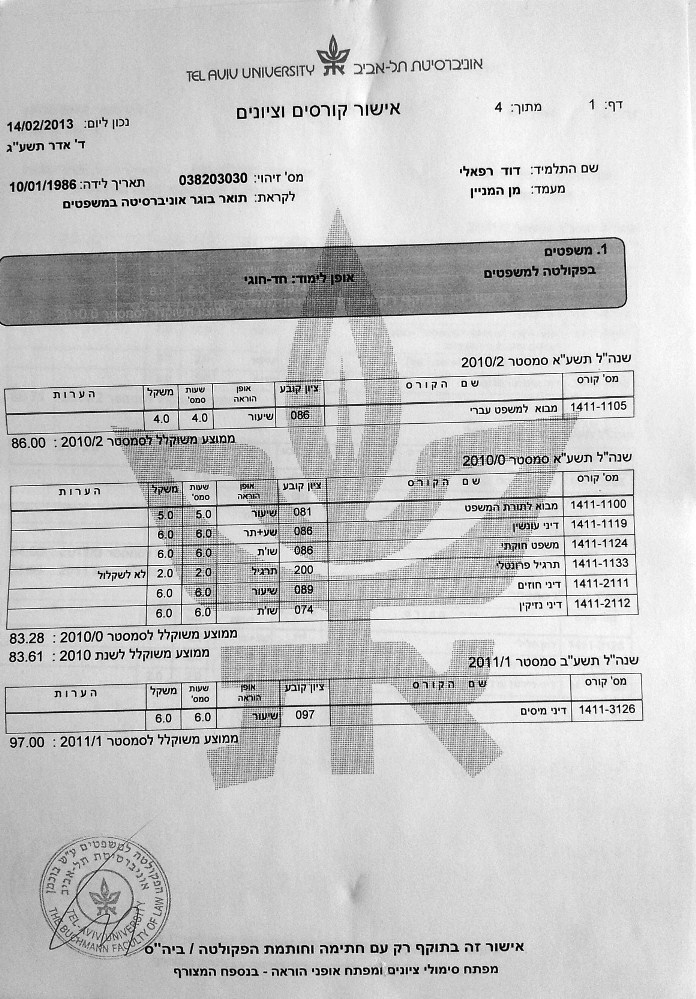 TEL AVIV UNIVERSITY אוניברסיטת תל-אביב
דף: 1 מתוך: 4
אישור קורסים וציונים
נכון ליום: 14/02/2013
ד' אדר תשע"ג
שם התלמיד: דוד רפאלי מס' זיהוי: 038203030 תאריך לידה: 10/01/1986
מעמד: מן המניין לקראת: תואר בוגר אוניברסיטה במשפטים
1. משפטים
בפקולטה למשפטים אופן לימוד: חד-חוגי
שנה"ל תשע"א סמסטר 2010/2
מס' קורס שם הקורס ציון קובע אופן הוראה שעות סמס' משקל הערות
1411-1105 מבוא למשפט עברי 086 שיעור 4.0 4.0
ממוצע משוקלל לסמסטר 2010/2 : 86.00
שנה"ל תשע"א סמסטר 2010/0
מס' קורס שם הקורס ציון קובע אופן הוראה שעות סמס' משקל הערות
1411-1100 מבוא לתורת המשפט 081 שיעור 5.0 5.0
1411-1119 דיני עונשין 086 שע+תר 6.0 6.0
1411-1124 משפט חוקתי 086 שו'ת 6.0 6.0
1411-1133 תרגיל פרונטלי 200 תרגיל 2.0 2.0 לא לשקלול
1411-2111 דיני חוזים 089 שיעור 6.0 6.0
1411-2112 דיני נזיקין 074 שו'ת 6.0 6.0
ממוצע משוקלל לסמסטר 2010/0 : 83.28
ממוצע משוקלל לשנת 2010 : 83.61
שנה"ל תשע"ב סמסטר 2011/1
מס' קורס שם הקורס ציון קובע אופן הוראה שעות סמס' משקל הערות
1411-3126 דיני מיסים 097 שיעור 6.0 6.0
ממוצע משוקלל לסמסטר 2011/1 : 97.00
הפקולטה למשפטים ע"ש בוכמן
אוניברסיטת תל-אביב
TEL-AVIV UNIVERSITY
THE BUCHMANN FACULTY OF LAW
אישור זה בתוקף רק עם חתימה וחותמת הפקולטה / ביה"ס
מפתח סימולי ציונים ומפתח אופני הוראה - בנספח המצורף